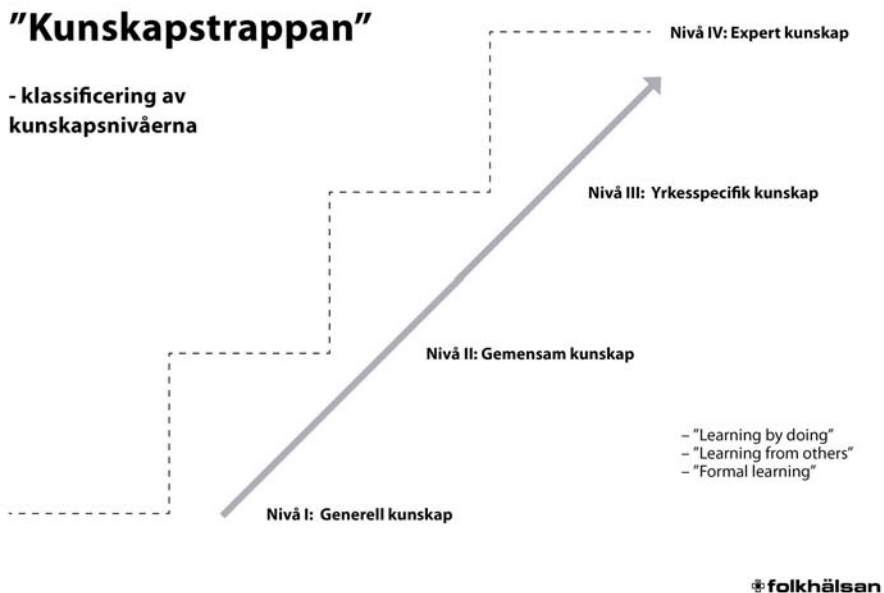 ”Kunskapstrappan”
- klassificering av
kunskapsnivåerna
Nivå IV: Expert kunskap
Nivå III: Yrkesspecifik kunskap
Nivå II: Gemensam kunskap
– ”Learning by doing”
– ”Learning from others”
– ”Formal learning”
Nivå I: Generell kunskap
folkhälsan